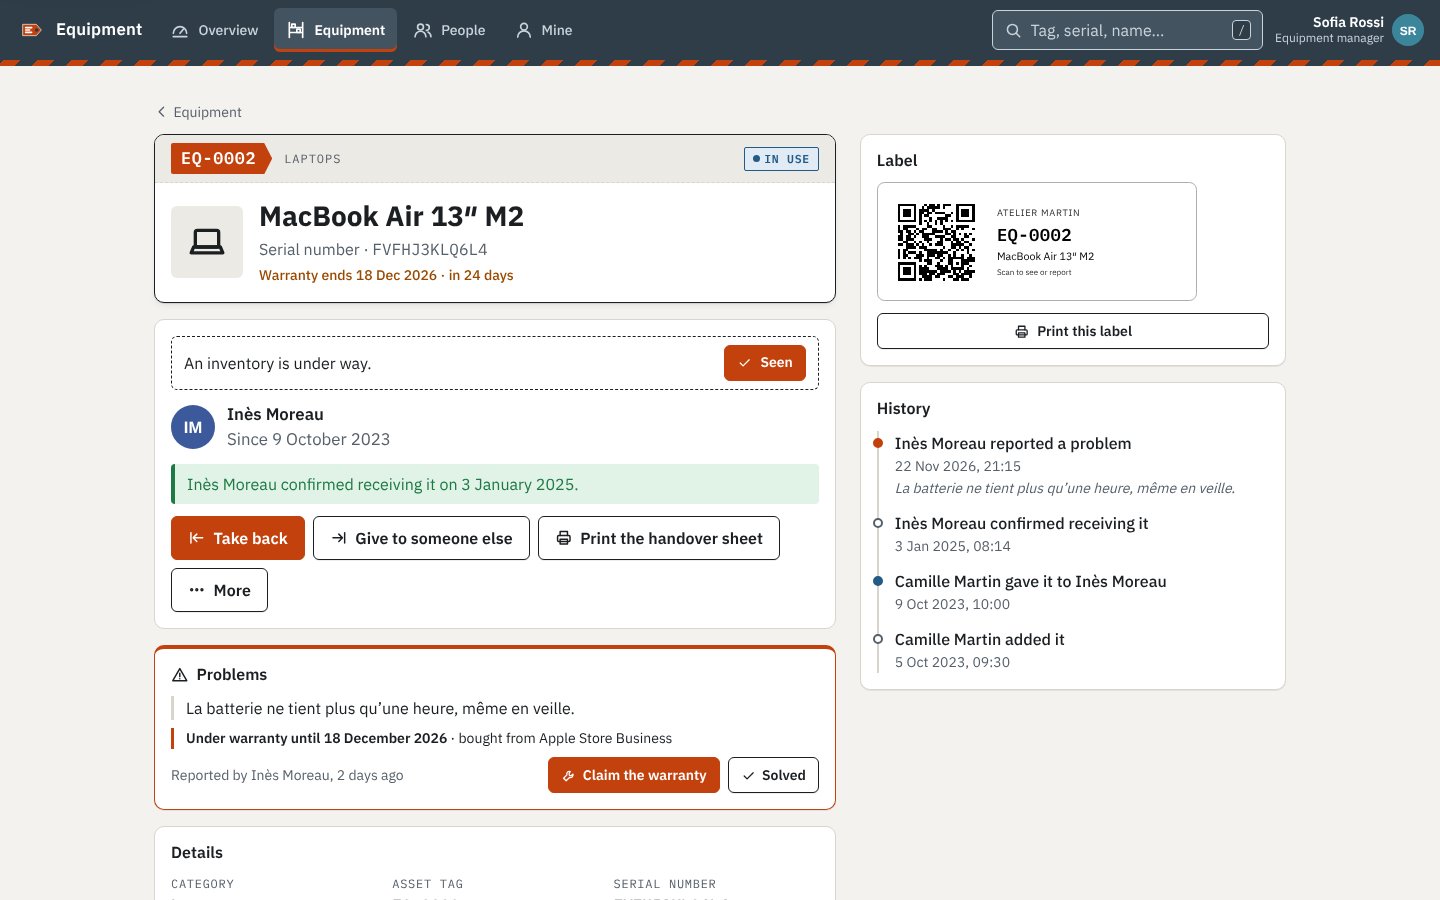 Equipment
Overview
Equipment
People
Mine
Tag, serial, name...
/
Sofia Rossi
Equipment manager
SR
Equipment
EQ-0002
LAPTOPS
IN USE
MacBook Air 13″ M2
Serial number · FVFHJ3KLQ6L4
Warranty ends 18 Dec 2026 · in 24 days
An inventory is under way.
Seen
IM
Inès Moreau
Since 9 October 2023
Inès Moreau confirmed receiving it on 3 January 2025.
Take back
Give to someone else
Print the handover sheet
More
Problems
La batterie ne tient plus qu’une heure, même en veille.
Under warranty until 18 December 2026 · bought from Apple Store Business
Reported by Inès Moreau, 2 days ago
Claim the warranty
Solved
Details
CATEGORY
ASSET TAG
SERIAL NUMBER
Label
ATELIER MARTIN
EQ-0002
MacBook Air 13″ M2
Scan to see or report
Print this label
History
Inès Moreau reported a problem
22 Nov 2026, 21:15
La batterie ne tient plus qu’une heure, même en veille.
Inès Moreau confirmed receiving it
3 Jan 2025, 08:14
Camille Martin gave it to Inès Moreau
9 Oct 2023, 10:00
Camille Martin added it
5 Oct 2023, 09:30